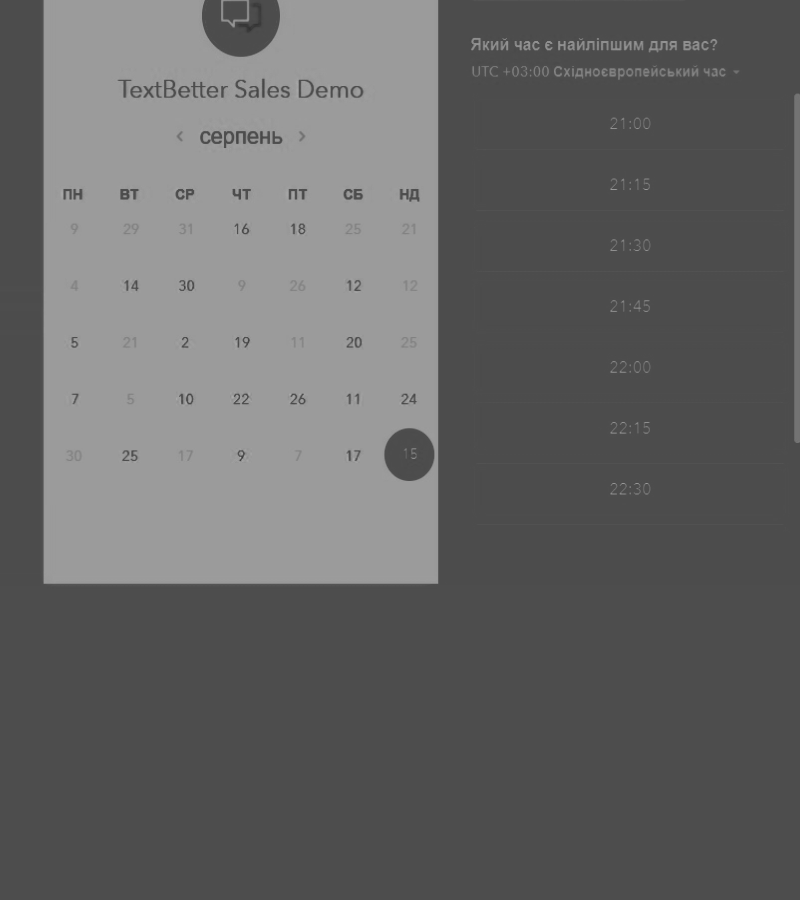 TextBetter Sales Demo
серпень
ПН ВТ СР ЧТ ПТ СБ НД
9 29 31 16 18 25 21
4 14 30 9 26 12 12
5 21 2 19 11 20 25
7 5 10 22 26 11 24
30 25 17 9 7 17 15
Який час є найліпшим для вас?
UTC +03:00 Східноєвропейський час
21:00
21:15
21:30
21:45
22:00
22:15
22:30